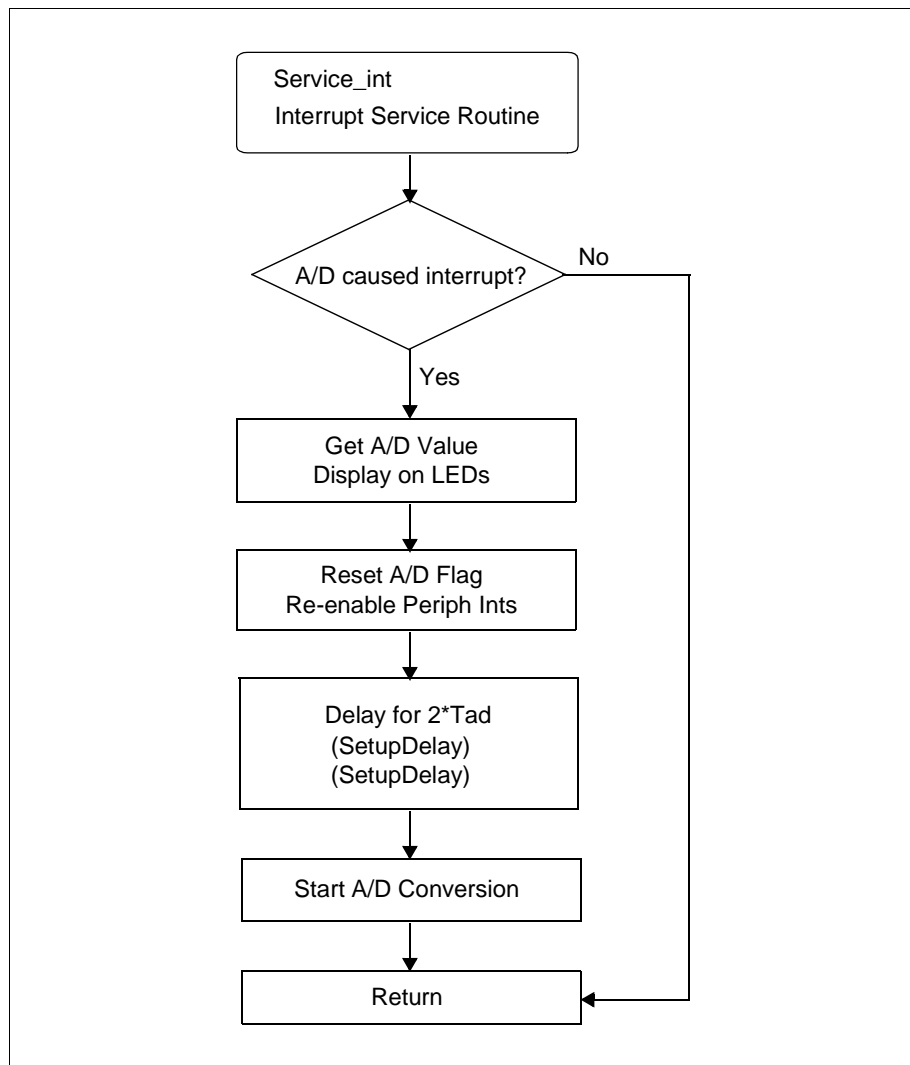 Service_int
Interrupt Service Routine
A/D caused interrupt?
No
Yes
Get A/D Value
Display on LEDs
Reset A/D Flag
Re-enable Periph Ints
Delay for 2*Tad
(SetupDelay)
(SetupDelay)
Start A/D Conversion
Return